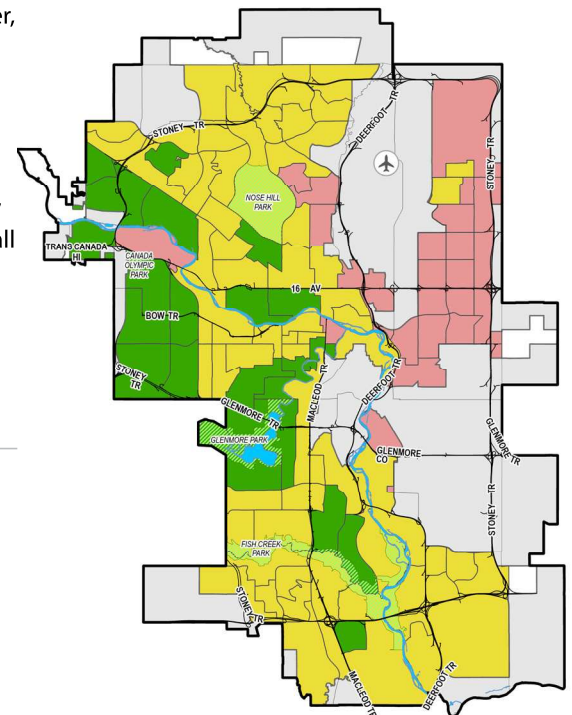 er,
all
STONEY TR
DEERFOOT TR
STONEY TR
NOSE HILL
PARK
TRANS CANADA
HI
CANADA
OLYMPIC
PARK
16 AV
BOW TR
STONEY
TR
MACLEOD TR
DEERFOOT TR
GLENMORE TR
GLENMORE PARK
GLENMORE
CO
GLENMORE TR
STONEY TR
FISH CREEK
PARK
STONEY
TR
MACLEOD TR
DEERFOOT TR